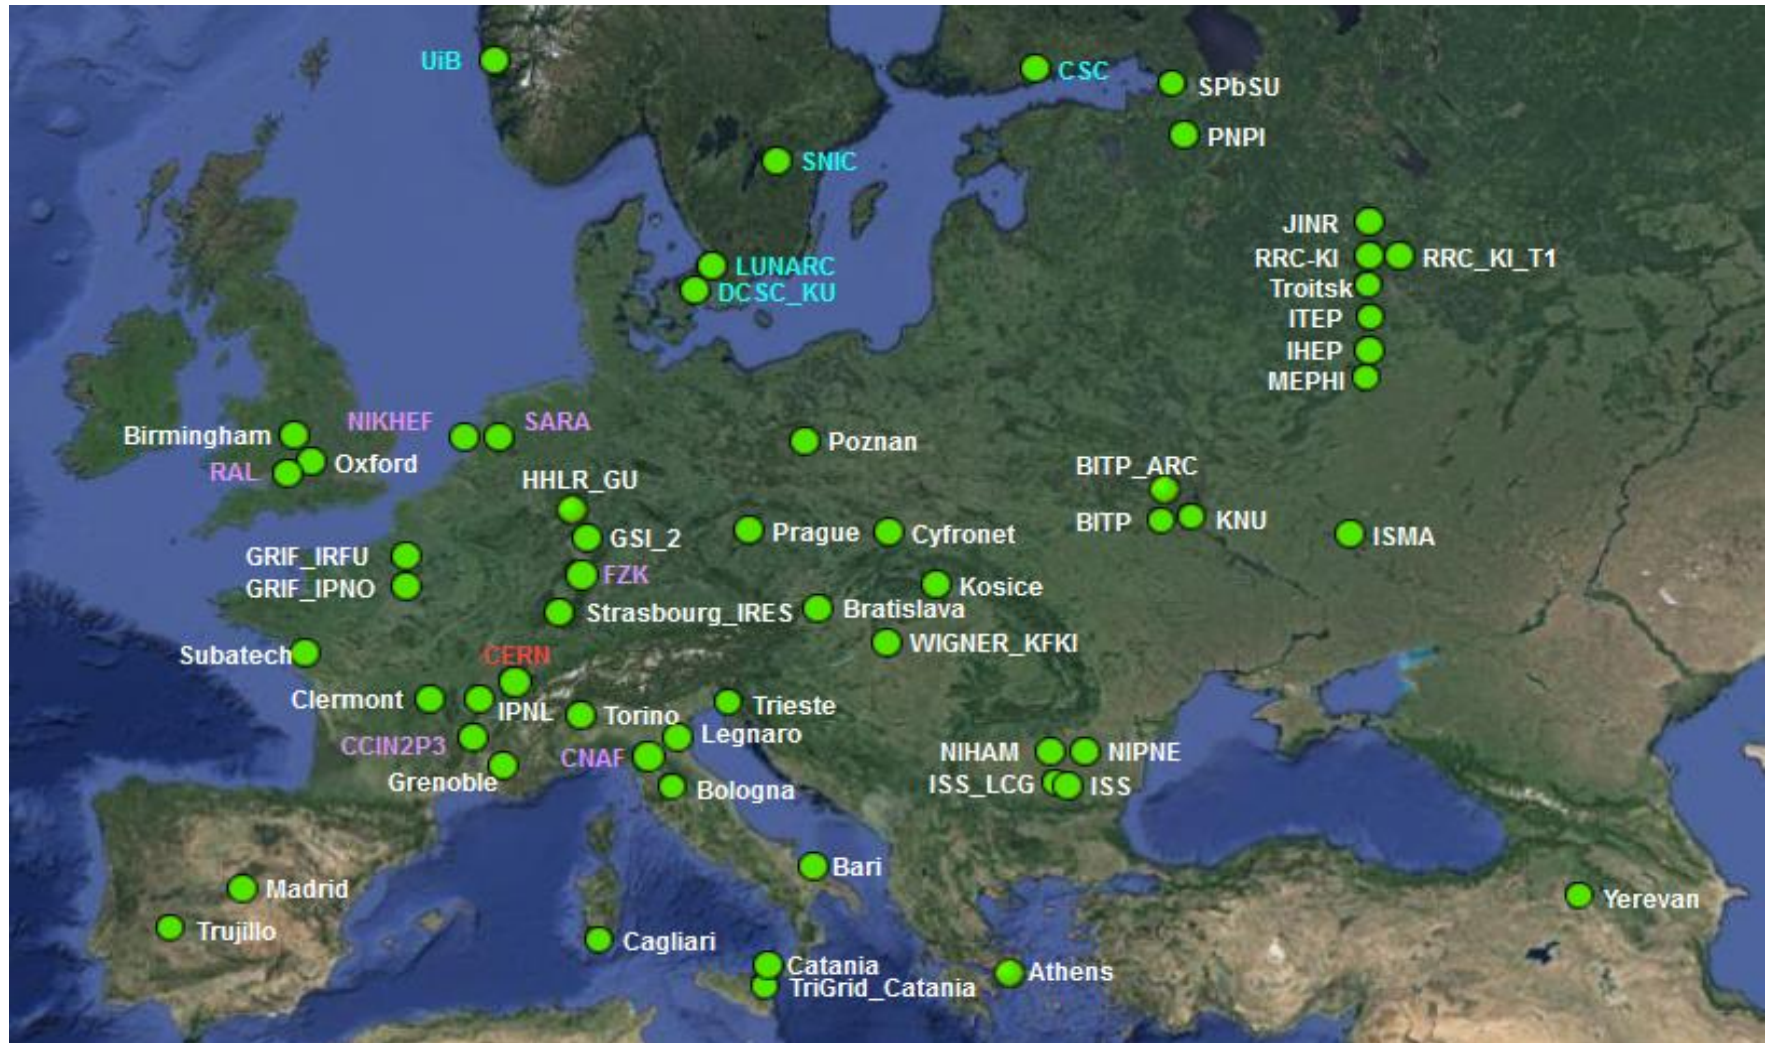 UiB
CSC
SPbSU
PNPI
SNIC
JINR
RRC-KI
RRC_KI_T1
LUNARC
Troitsk
DCSC_KU
ITEP
IHEP
MEPHI
NIKHEF
SARA
Birmingham
Poznan
Oxford
RAL
BITP_ARC
HHLR_GU
BITP
KNU
Prague
Cyfronet
ISMA
GSI_2
GRIF_IRFU
FZK
GRIF_IPNO
Kosice
Strasbourg_IRES
Bratislava
WIGNER_KFKI
Subatech
CERN
Clermont
IPNL
Torino
Trieste
Legnaro
CCIN2P3
CNAF
NIHAM
NIPNE
Grenoble
Bologna
ISS_LCG
ISS
Bari
Madrid
Yerevan
Trujillo
Cagliari
Catania
Athens
TriGrid_Catania